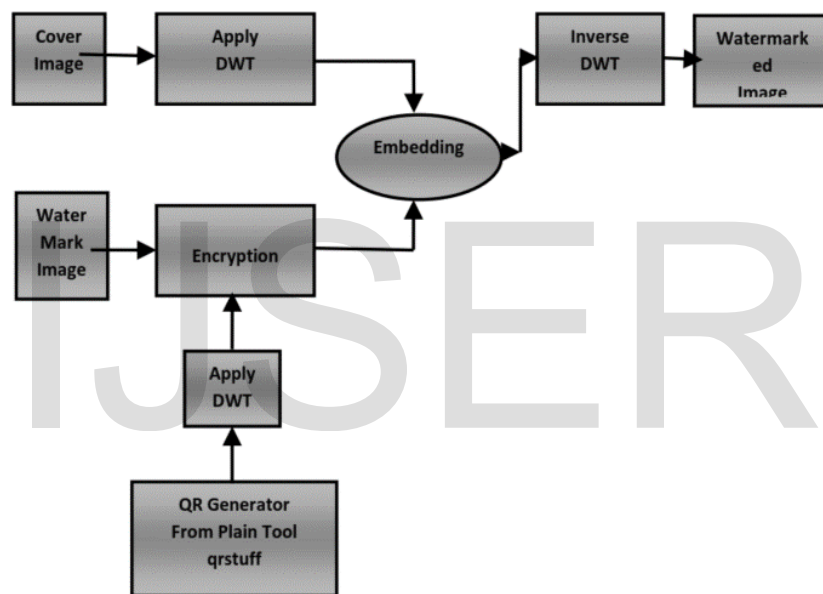 Cover
Image
Apply
DWT
Inverse
DWT
Watermark
ed
Image
Embedding
Water
Mark
Image
Encryption
Apply
DWT
QR Generator
From Plain Tool
qrstuff
IJSER